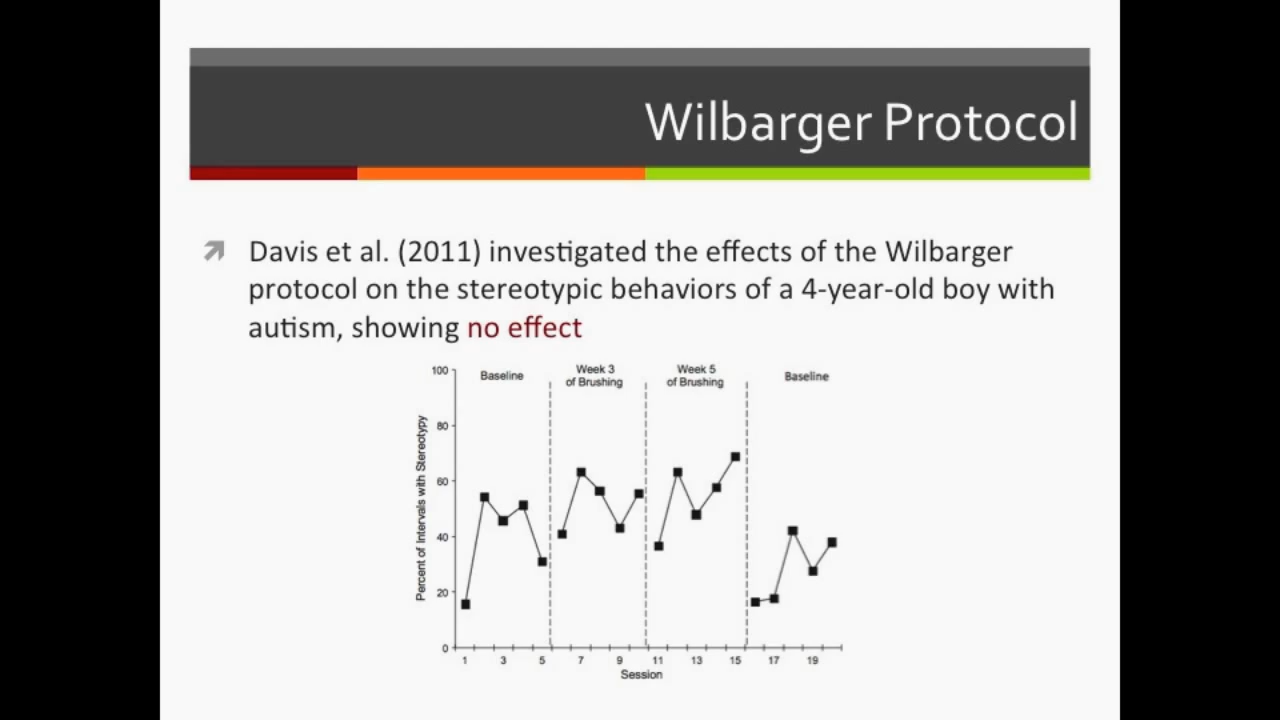 Wilbarger Protocol
Davis et al. (2011) investigated the effects of the Wilbarger
protocol on the stereotypic behaviors of a 4-year-old boy with
autism, showing no effect
Baseline
Week 3
of Brushing
Week 5
of Brushing
Baseline
Percent of Intervals with Stereotypy
100
80
60
40
20
0
1 3 5 7 9 11 13 15 17 19
Session